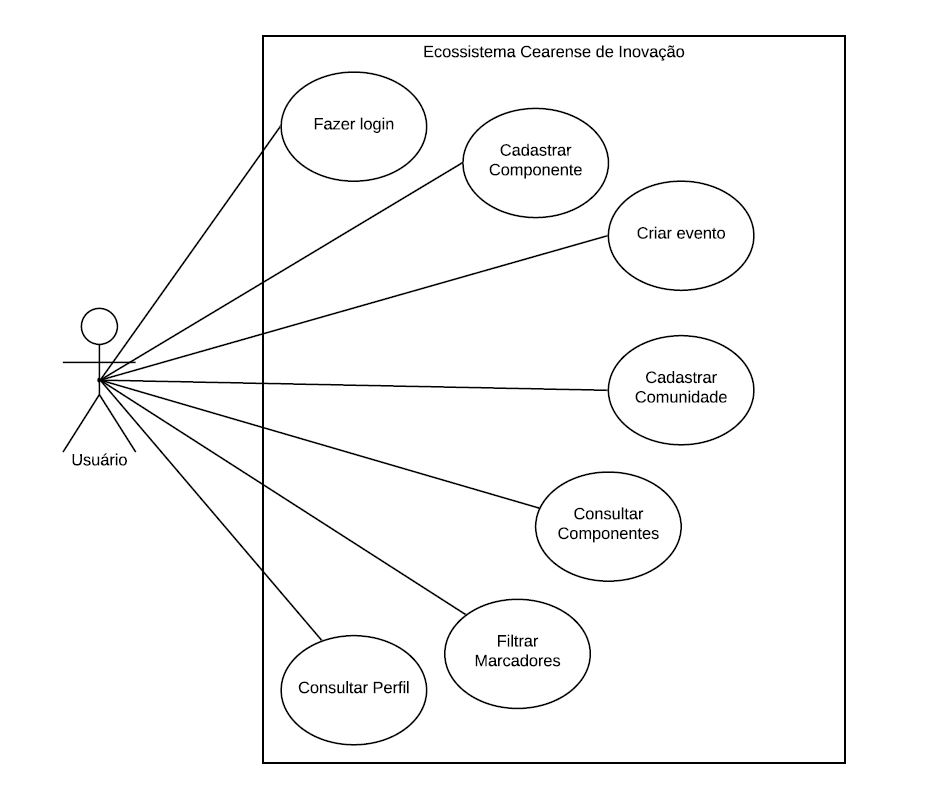 Ecossistema Cearense de Inovação
Fazer login
Cadastrar
Componente
Criar evento
Cadastrar
Comunidade
Usuário
Consultar
Componentes
Filtrar
Marcadores
Consultar Perfil